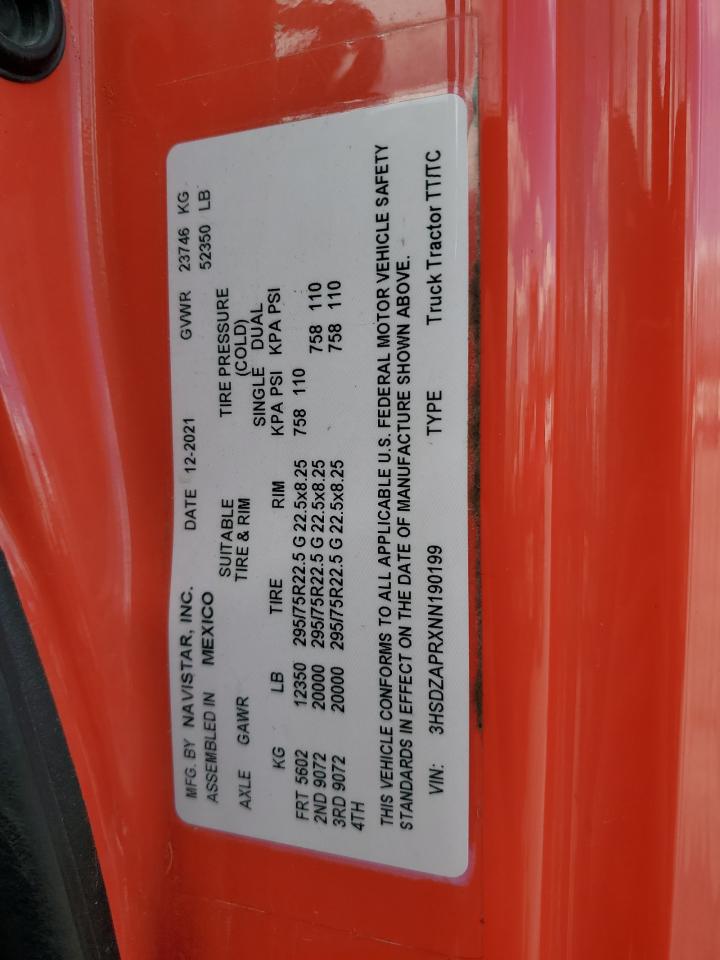 MFG. BY NAVISTAR, INC. DATE 12-2021 GVWR 23746 KG
ASSEMBLED IN MEXICO 52350 LB
SUITABLE TIRE PRESSURE
AXLE GAWR TIRE & RIM (COLD)
SINGLE DUAL
KG LB TIRE RIM KPA PSI KPA PSI
FRT 5602 12350 295/75R22.5 G 22.5x8.25 758 110
2ND 9072 20000 295/75R22.5 G 22.5x8.25 758 110
3RD 9072 20000 295/75R22.5 G 22.5x8.25 758 110
4TH
THIS VEHICLE CONFORMS TO ALL APPLICABLE U.S. FEDERAL MOTOR VEHICLE SAFETY
STANDARDS IN EFFECT ON THE DATE OF MANUFACTURE SHOWN ABOVE.
VIN: 3HSDZAPRXNN190199 TYPE Truck Tractor TT/TC